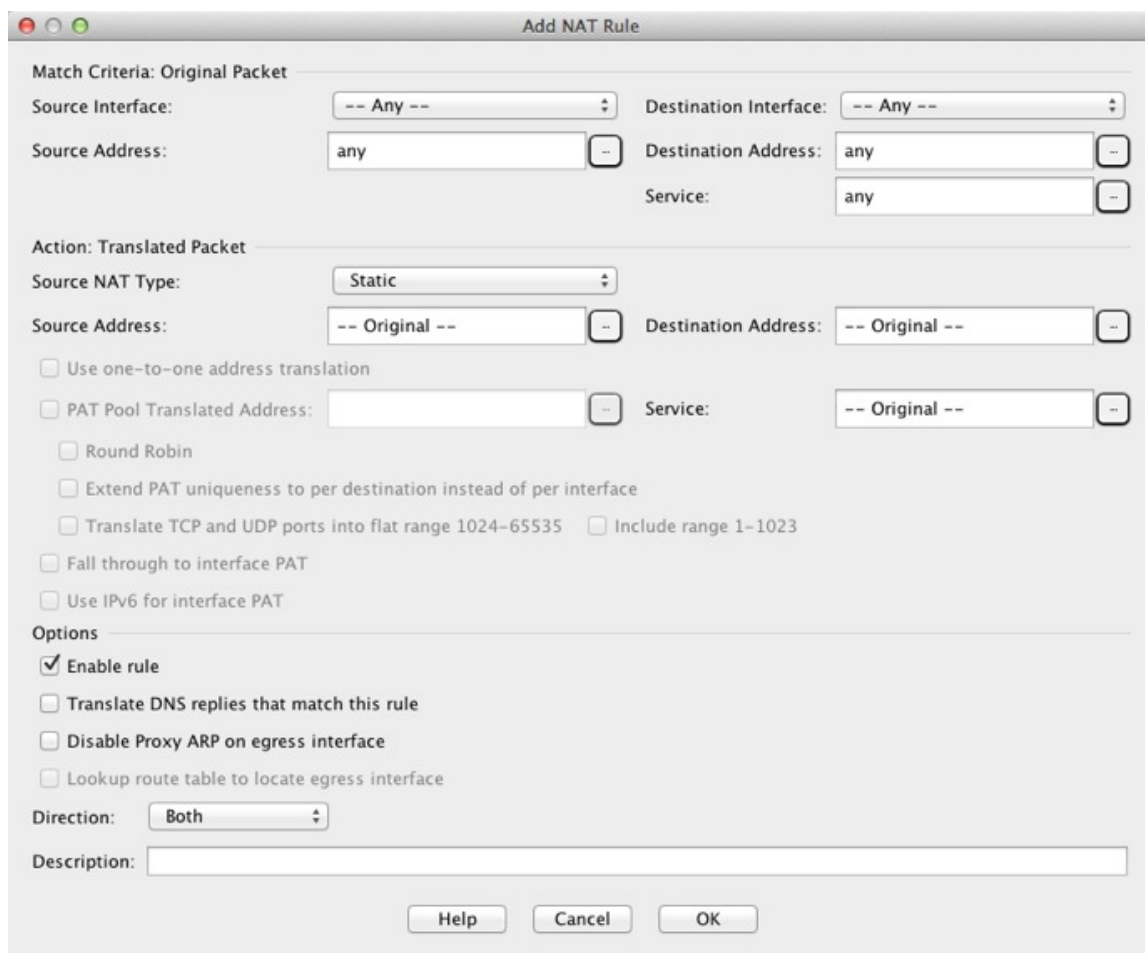 Add NAT Rule
Match Criteria: Original Packet
Source Interface: -- Any -- Destination Interface: -- Any --
Source Address: any ... Destination Address: any ...
Service: any ...
Action: Translated Packet
Source NAT Type: Static
Source Address: -- Original -- ... Destination Address: -- Original -- ...
Use one-to-one address translation
PAT Pool Translated Address: ... Service: -- Original -- ...
Round Robin
Extend PAT uniqueness to per destination instead of per interface
Translate TCP and UDP ports into flat range 1024-65535 Include range 1-1023
Fall through to interface PAT
Use IPv6 for interface PAT
Options
Enable rule
Translate DNS replies that match this rule
Disable Proxy ARP on egress interface
Lookup route table to locate egress interface
Direction: Both
Description:
Help Cancel OK